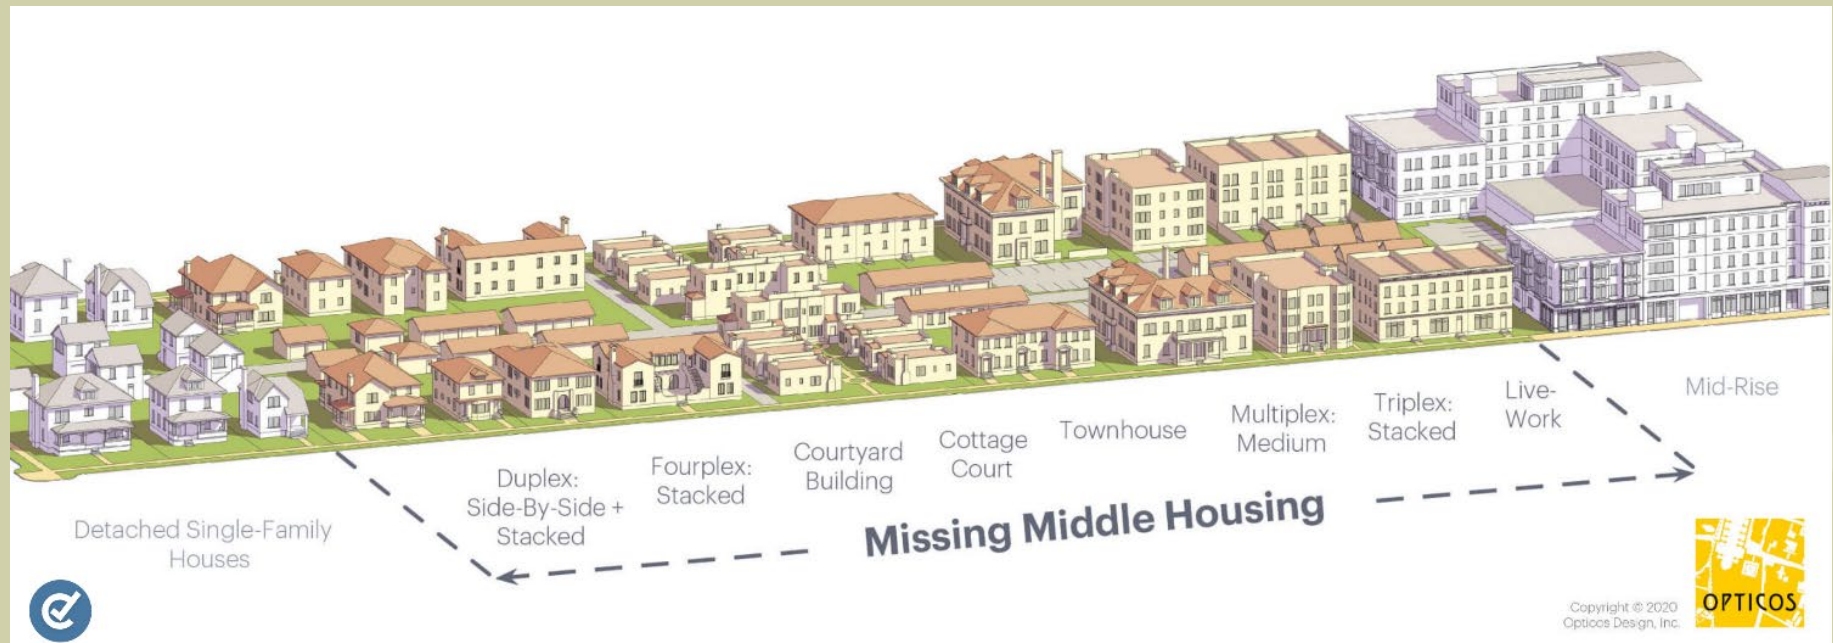 Detached Single-Family
Houses
Duplex:
Side-By-Side +
Stacked
Fourplex:
Stacked
Courtyard
Building
Cottage
Court
Townhouse
Multiplex:
Medium
Triplex:
Stacked
Live-
Work
Mid-Rise
Missing Middle Housing
Copyright © 2020
Opticos Design, Inc.
OPTICOS